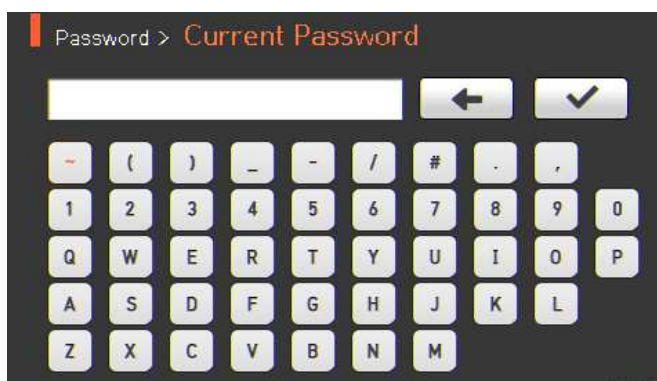 Password > Current Password
~ ( ) _ - / # . ,
1 2 3 4 5 6 7 8 9 0
Q W E R T Y U I O P
A S D F G H J K L
Z X C V B N M